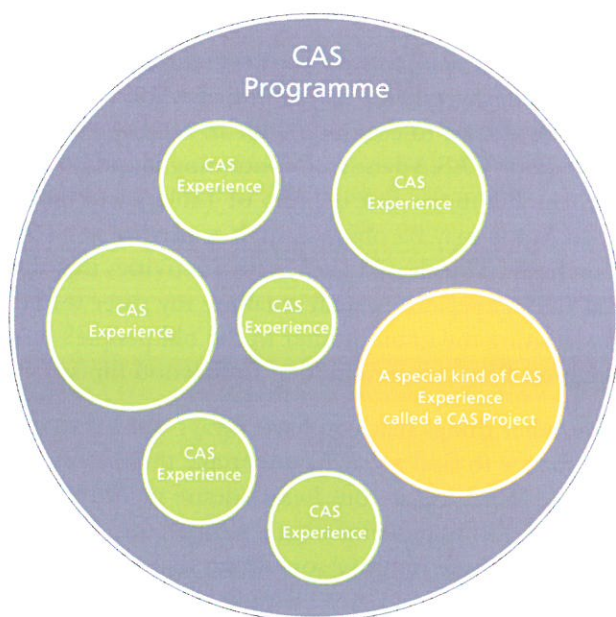 CAS
Programme
CAS
Experience
CAS
Experience
CAS
Experience
CAS
Experience
A special kind of CAS
Experience
called a CAS Project
CAS
Experience
CAS
Experience